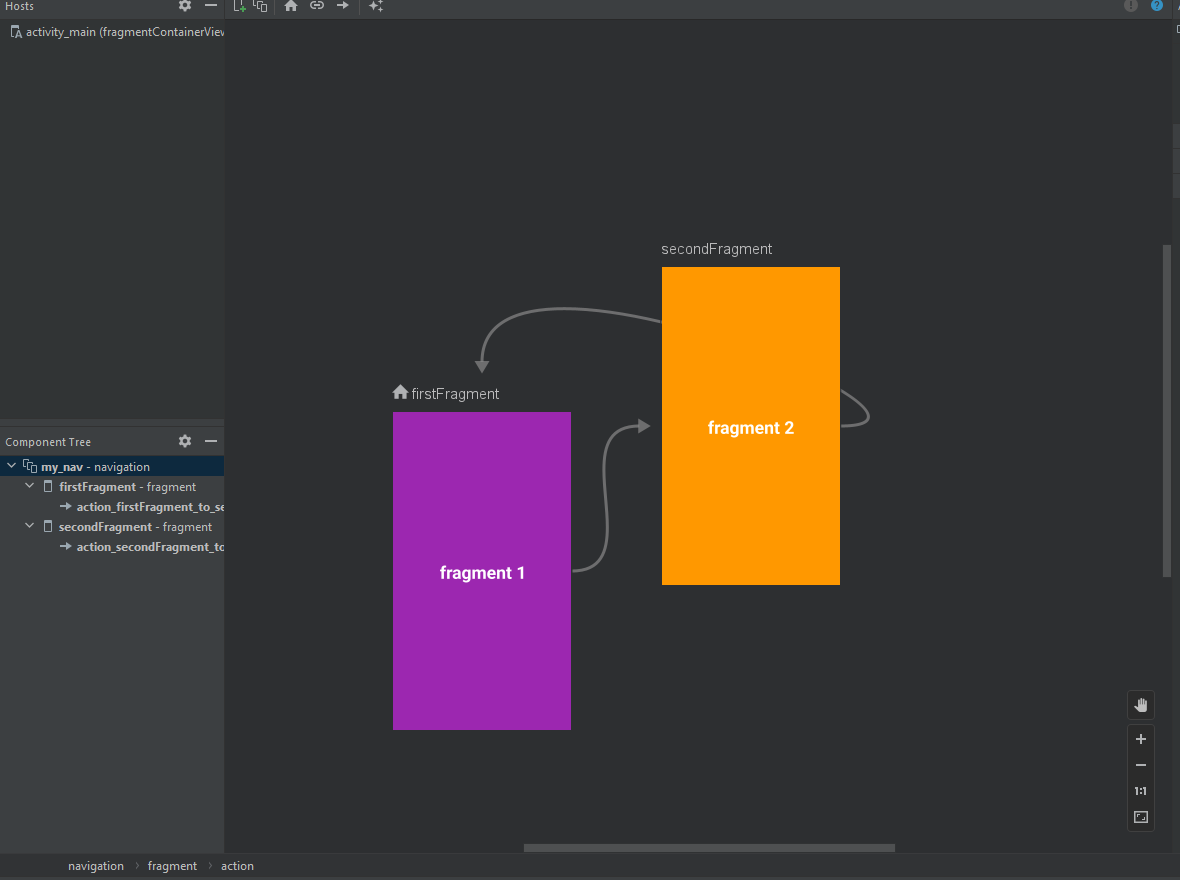 Hosts
activity_main (fragmentContainerView
secondFragment
firstFragment
fragment 2
fragment 1
Component Tree
my_nav - navigation
firstFragment - fragment
action_firstFragment_to_se
secondFragment - fragment
action_secondFragment_to
1:1
navigation > fragment > action